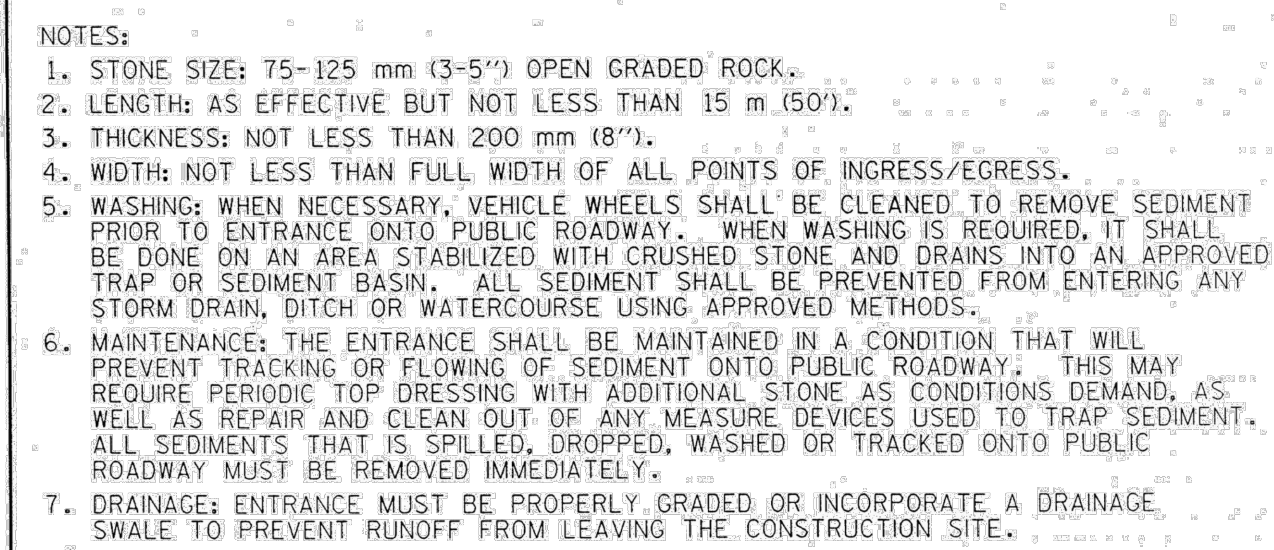 NOTES:
1. STONE SIZE: 75-125 mm (3-5'') OPEN GRADED ROCK.
2. LENGTH: AS EFFECTIVE BUT NOT LESS THAN 15 m (50').
3. THICKNESS: NOT LESS THAN 200 mm (8'').
4. WIDTH: NOT LESS THAN FULL WIDTH OF ALL POINTS OF INGRESS/EGRESS.
5. WASHING: WHEN NECESSARY, VEHICLE WHEELS SHALL BE CLEANED TO REMOVE SEDIMENT
PRIOR TO ENTRANCE ONTO PUBLIC ROADWAY. WHEN WASHING IS REQUIRED, IT SHALL
BE DONE ON AN AREA STABILIZED WITH CRUSHED STONE AND DRAINS INTO AN APPROVED
TRAP OR SEDIMENT BASIN. ALL SEDIMENT SHALL BE PREVENTED FROM ENTERING ANY
STORM DRAIN, DITCH OR WATERCOURSE USING APPROVED METHODS.
6. MAINTENANCE: THE ENTRANCE SHALL BE MAINTAINED IN A CONDITION THAT WILL
PREVENT TRACKING OR FLOWING OF SEDIMENT ONTO PUBLIC ROADWAY. THIS MAY
REQUIRE PERIODIC TOP DRESSING WITH ADDITIONAL STONE AS CONDITIONS DEMAND, AS
WELL AS REPAIR AND CLEAN OUT OF ANY MEASURE DEVICES USED TO TRAP SEDIMENT.
ALL SEDIMENTS THAT IS SPILLED, DROPPED, WASHED OR TRACKED ONTO PUBLIC
ROADWAY MUST BE REMOVED IMMEDIATELY.
7. DRAINAGE: ENTRANCE MUST BE PROPERLY GRADED OR INCORPORATE A DRAINAGE
SWALE TO PREVENT RUNOFF FROM LEAVING THE CONSTRUCTION SITE.